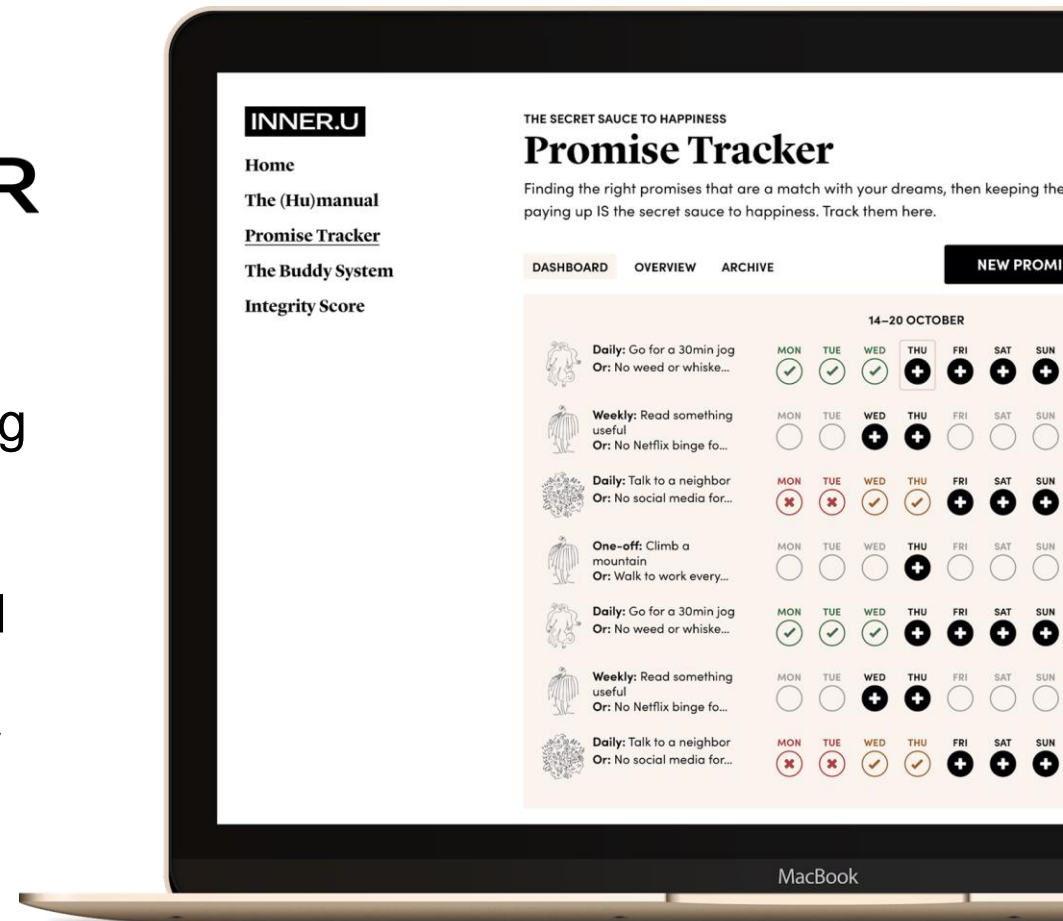 R
g
INNER.U
Home
The (Hu)manual
Promise Tracker
The Buddy System
Integrity Score
THE SECRET SAUCE TO HAPPINESS
Promise Tracker
Finding the right promises that are a match with your dreams, then keeping the
paying up IS the secret sauce to happiness. Track them here.
DASHBOARD OVERVIEW ARCHIVE
NEW PROMI
14–20 OCTOBER
Daily: Go for a 30min jog
Or: No weed or whiske...
MON TUE WED THU FRI SAT SUN
Weekly: Read something
useful
Or: No Netflix binge fo...
MON TUE WED THU FRI SAT SUN
Daily: Talk to a neighbor
Or: No social media for...
MON TUE WED THU FRI SAT SUN
One-off: Climb a
mountain
Or: Walk to work every...
MON TUE WED THU FRI SAT SUN
Daily: Go for a 30min jog
Or: No weed or whiske...
MON TUE WED THU FRI SAT SUN
Weekly: Read something
useful
Or: No Netflix binge fo...
MON TUE WED THU FRI SAT SUN
Daily: Talk to a neighbor
Or: No social media for...
MON TUE WED THU FRI SAT SUN
MacBook